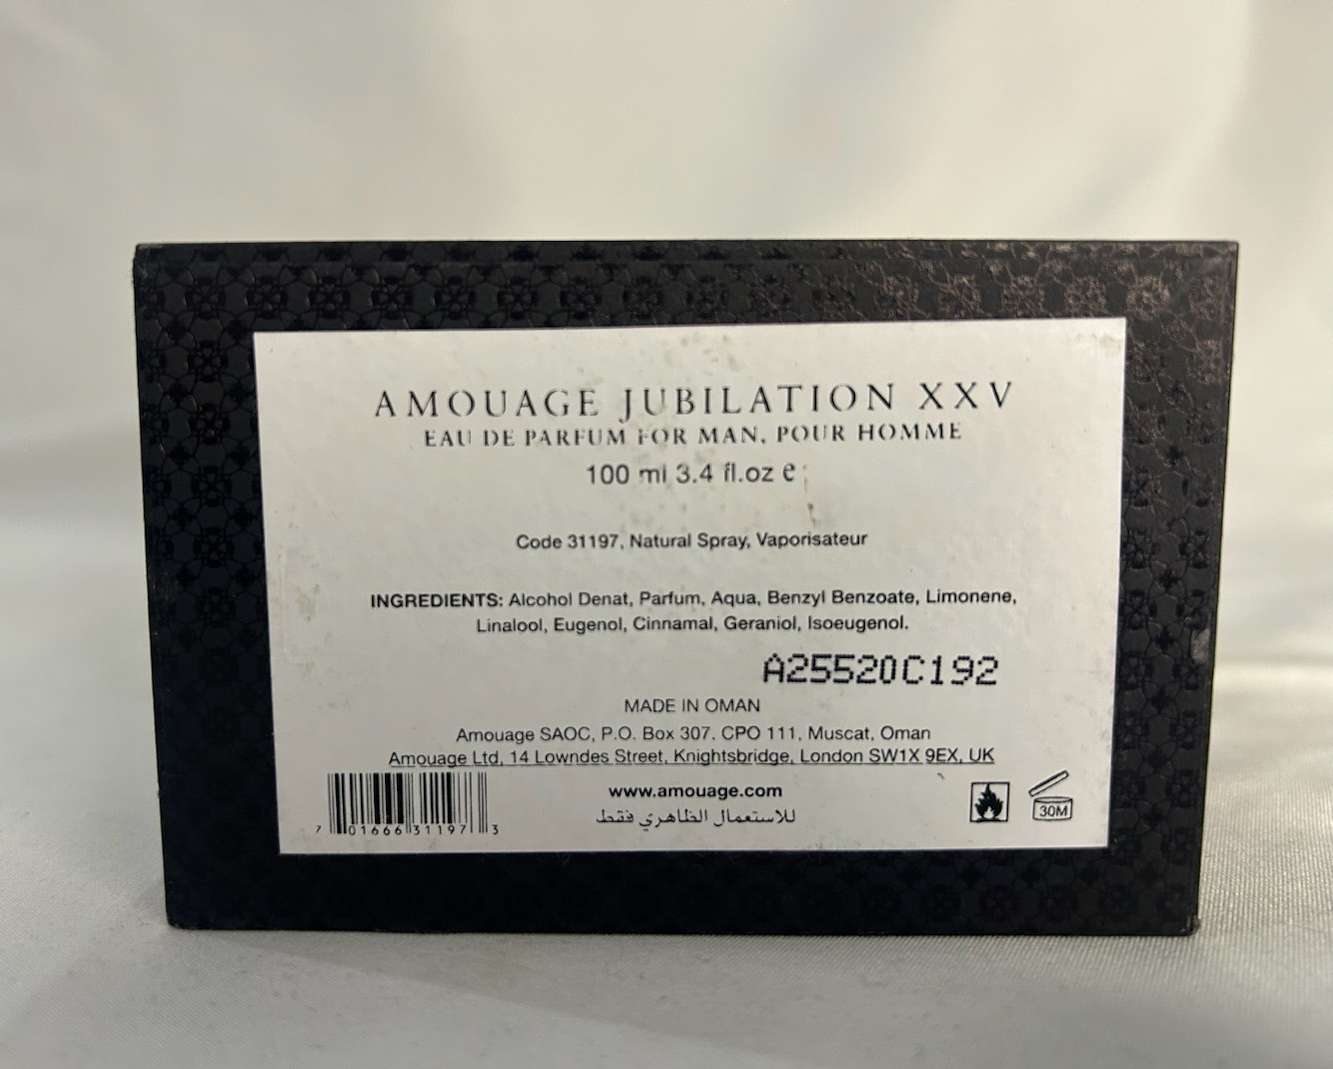 AMOUAGE JUBILATION XXV
EAU DE PARFUM FOR MAN, POUR HOMME
100 ml 3.4 fl.oz e
Code 31197, Natural Spray, Vaporisateur
INGREDIENTS: Alcohol Denat, Parfum, Aqua, Benzyl Benzoate, Limonene,
Linalool, Eugenol, Cinnamal, Geraniol, Isoeugenol.
A25520C192
MADE IN OMAN
Amouage SAOC, P.O. Box 307, CPO 111, Muscat, Oman
Amouage Ltd, 14 Lowndes Street, Knightsbridge, London SW1X 9EX, UK
www.amouage.com
للاستعمال الظاهري فقط
7 01666 31197 3
30M